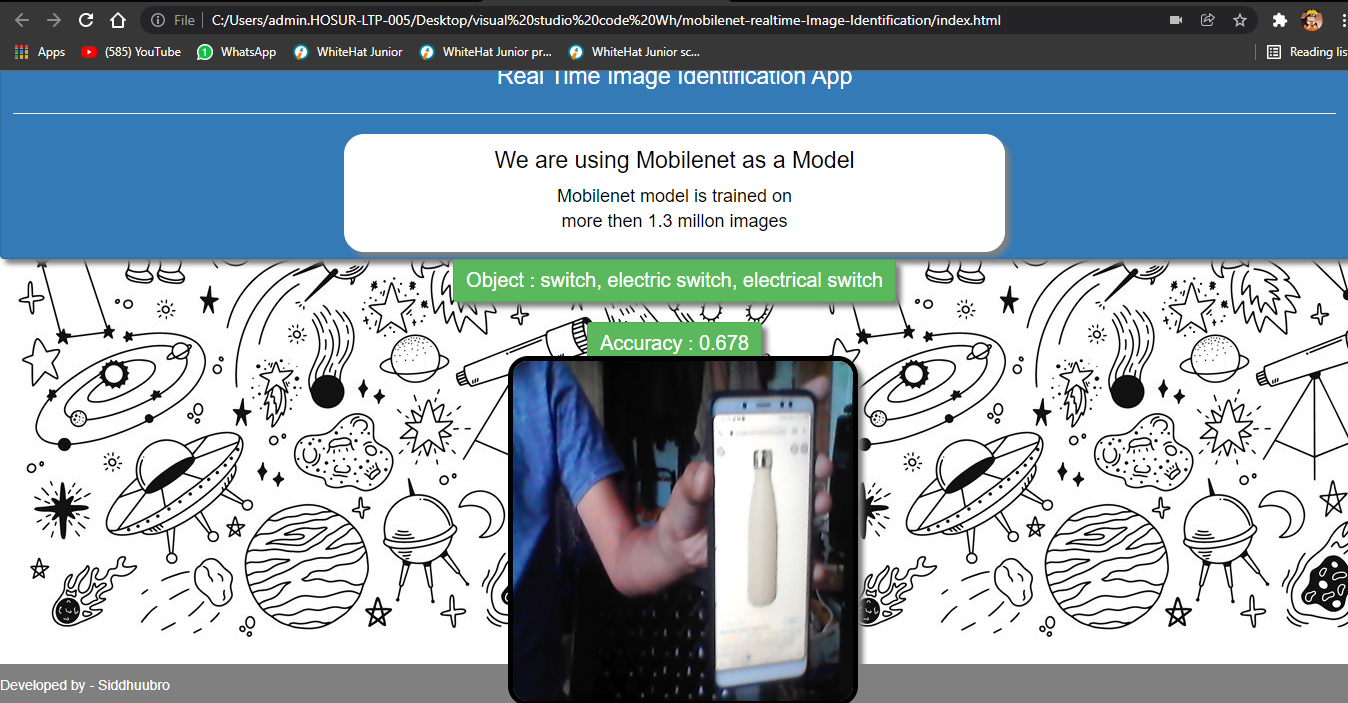 File
C:/Users/admin.HOSUR-LTP-005/Desktop/visual%20studio%20code%20Wh/mobilenet-realtime-Image-Identification/index.html
Apps
(585) YouTube
1
WhatsApp
WhiteHat Junior
WhiteHat Junior pr...
WhiteHat Junior sc...
Reading lis
Real Time Image Identification App
We are using Mobilenet as a Model
Mobilenet model is trained on
more then 1.3 millon images
Object : switch, electric switch, electrical switch
Accuracy : 0.678
Developed by - Siddhuubro